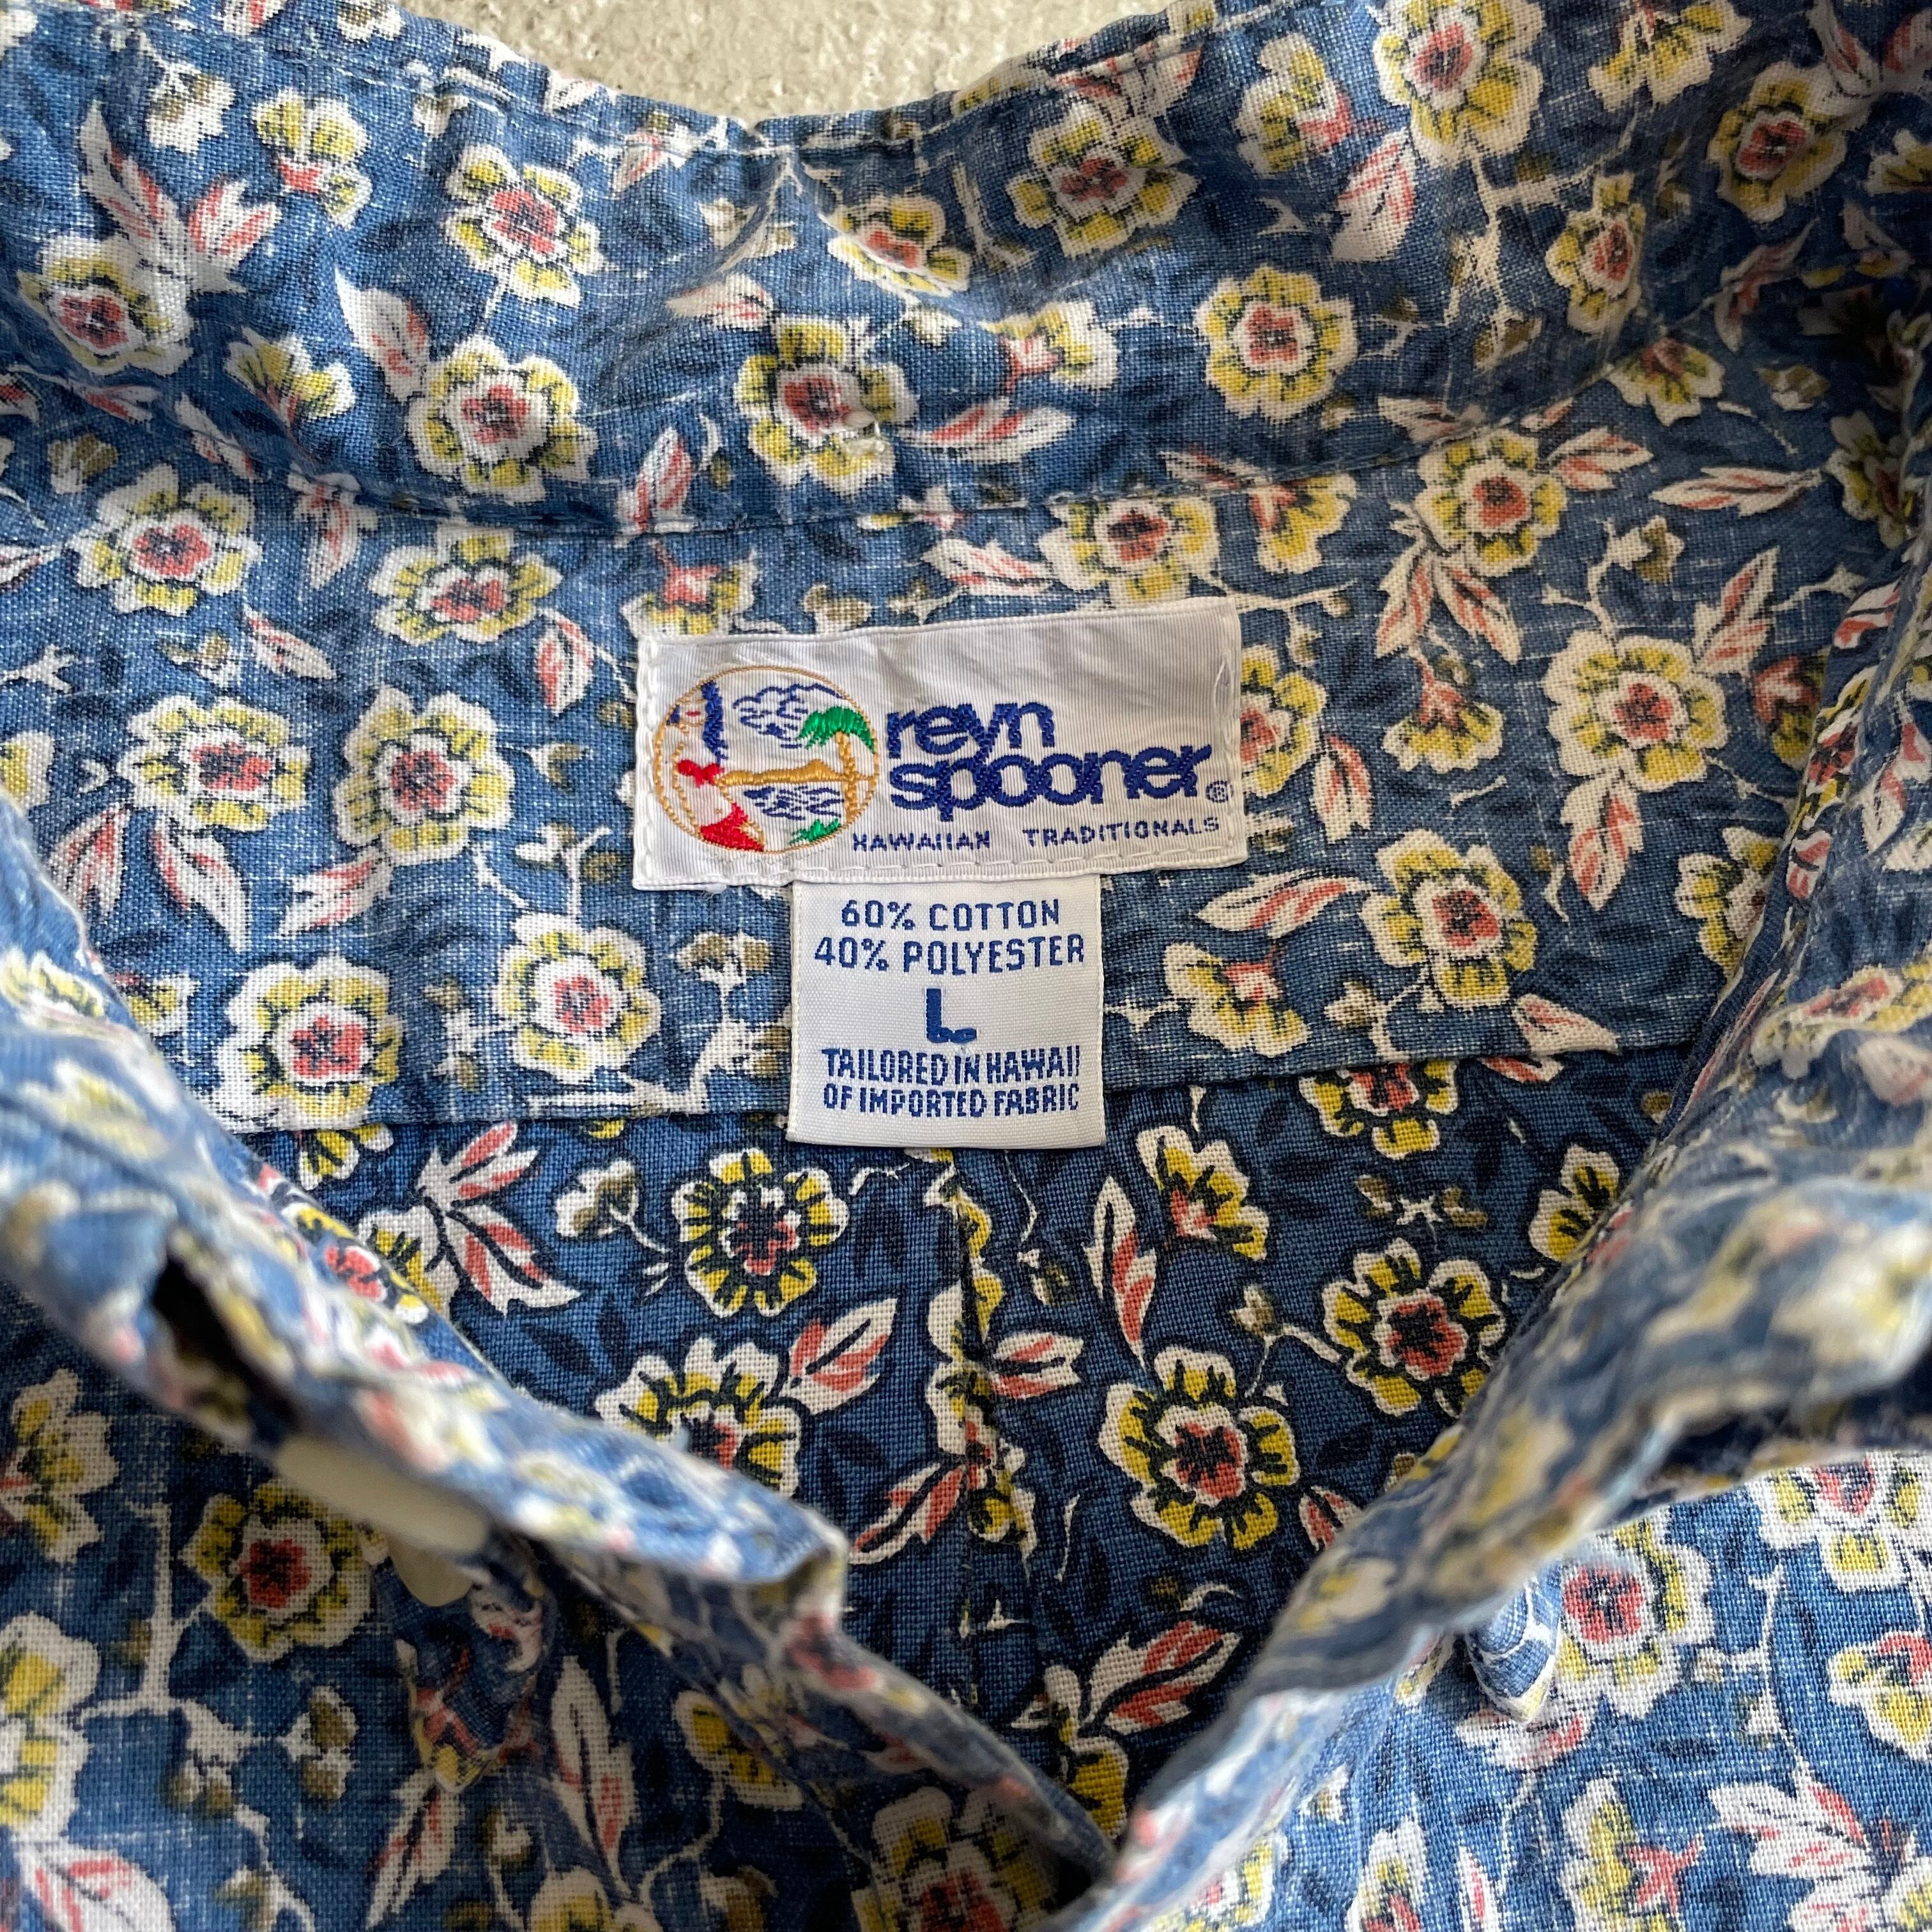 reyn
spooner®
HAWAIIAN TRADITIONALS
60% COTTON
40% POLYESTER
L
TAILORED IN HAWAII
OF IMPORTED FABRIC